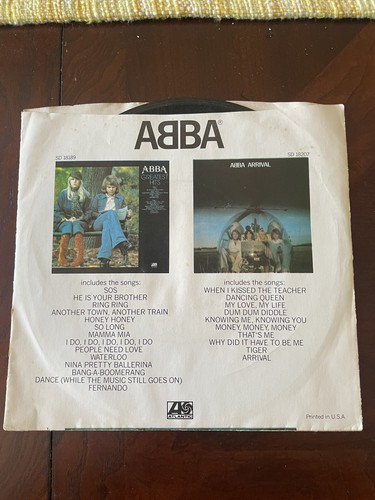 ABBA®
SD 18189
SD 18207
ABBA
GREATEST
HITS
ABBA ARRIVAL
includes the songs:
SOS
HE IS YOUR BROTHER
RING RING
ANOTHER TOWN, ANOTHER TRAIN
HONEY HONEY
SO LONG
MAMMA MIA
I DO, I DO, I DO, I DO, I DO
PEOPLE NEED LOVE
WATERLOO
NINA PRETTY BALLERINA
BANG-A-BOOMERANG
DANCE (WHILE THE MUSIC STILL GOES ON)
FERNANDO
includes the songs:
WHEN I KISSED THE TEACHER
DANCING QUEEN
MY LOVE, MY LIFE
DUM DUM DIDDLE
KNOWING ME, KNOWING YOU
MONEY, MONEY, MONEY
THAT'S ME
WHY DID IT HAVE TO BE ME
TIGER
ARRIVAL
ATLANTIC
Printed in U.S.A.